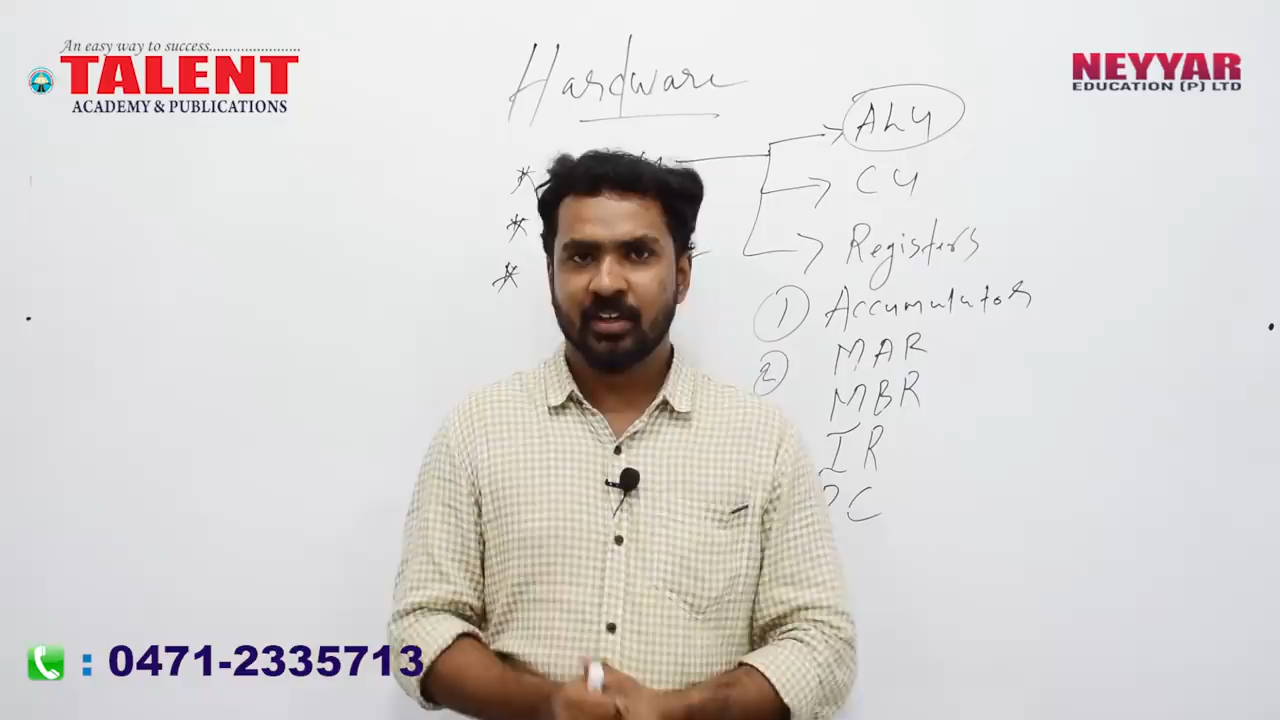 An easy way to success.......................
TALENT
ACADEMY & PUBLICATIONS
NEYYAR
EDUCATION (P) LTD
Hardware
ALU
CU
Registers
1 Accumulator
2 MAR
MBR
IR
PC
: 0471-2335713